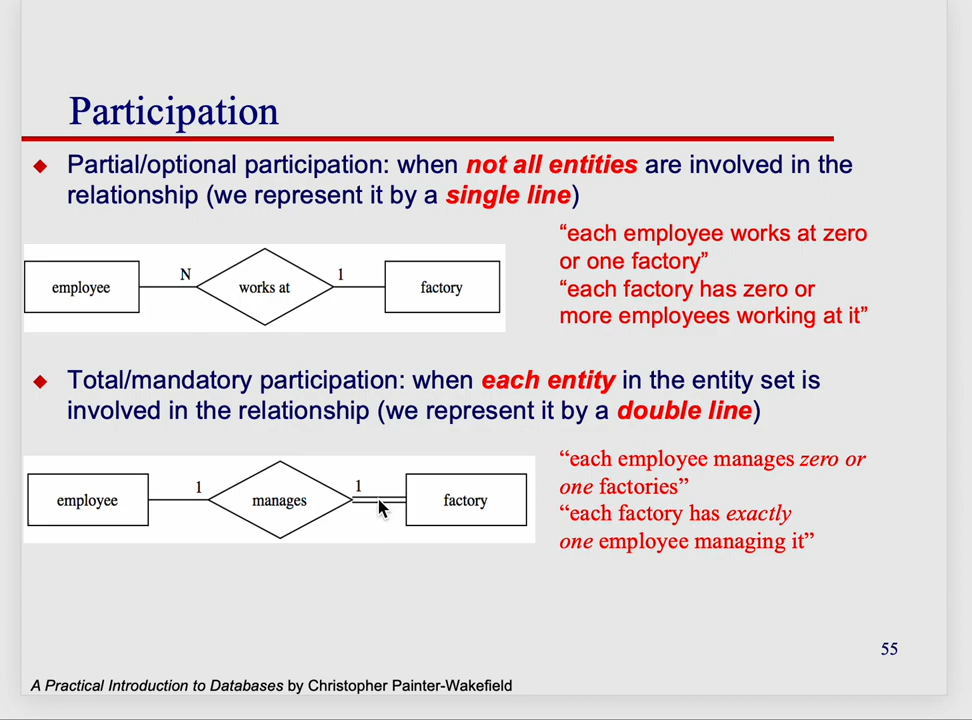 Participation
Partial/optional participation: when not all entities are involved in the
relationship (we represent it by a single line)
employee
N
works at
1
factory
“each employee works at zero
or one factory”
“each factory has zero or
more employees working at it”
Total/mandatory participation: when each entity in the entity set is
involved in the relationship (we represent it by a double line)
employee
1
manages
1
factory
“each employee manages zero or
one factories”
“each factory has exactly
one employee managing it”
55
A Practical Introduction to Databases by Christopher Painter-Wakefield